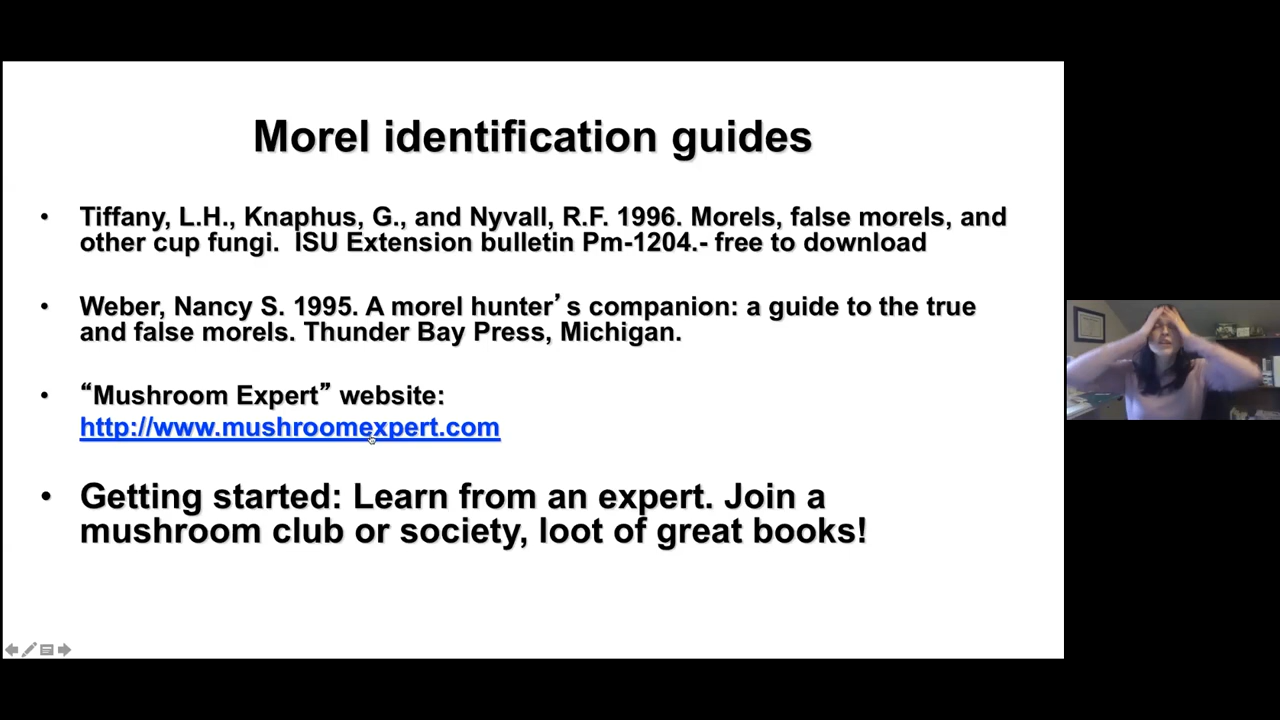 Morel identification guides
• Tiffany, L.H., Knaphus, G., and Nyvall, R.F. 1996. Morels, false morels, and
other cup fungi.  ISU Extension bulletin Pm-1204.- free to download
• Weber, Nancy S. 1995. A morel hunter’s companion: a guide to the true
and false morels. Thunder Bay Press, Michigan.
• “Mushroom Expert” website:
http://www.mushroomexpert.com
• Getting started: Learn from an expert. Join a
mushroom club or society, loot of great books!